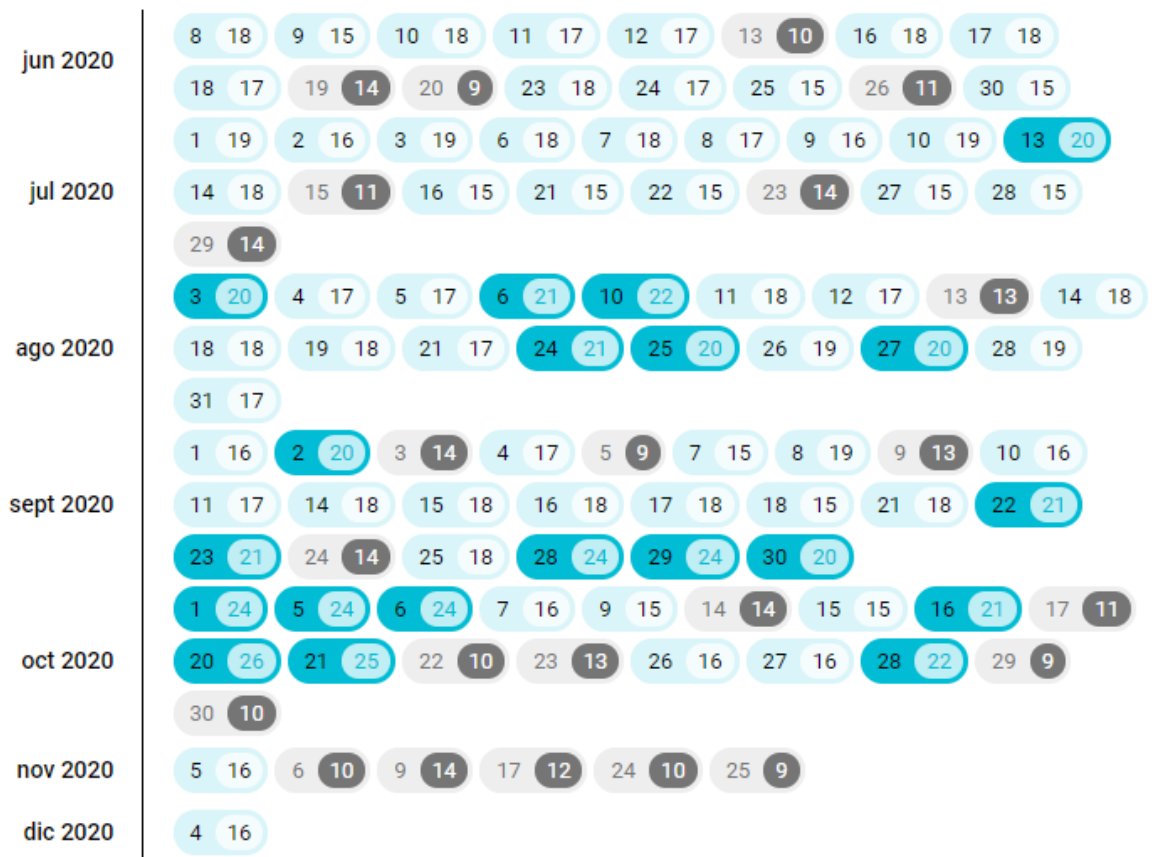 8 18 9 15 10 18 11 17 12 17 13 10 16 18 17 18
jun 2020
18 17 19 14 20 9 23 18 24 17 25 15 26 11 30 15
1 19 2 16 3 19 6 18 7 18 8 17 9 16 10 19 13 20
jul 2020 14 18 15 11 16 15 21 15 22 15 23 14 27 15 28 15
29 14
3 20 4 17 5 17 6 21 10 22 11 18 12 17 13 13 14 18
ago 2020 18 18 19 18 21 17 24 21 25 20 26 19 27 20 28 19
31 17
1 16 2 20 3 14 4 17 5 9 7 15 8 19 9 13 10 16
sept 2020 11 17 14 18 15 18 16 18 17 18 18 15 21 18 22 21
23 21 24 14 25 18 28 24 29 24 30 20
1 24 5 24 6 24 7 16 9 15 14 14 15 15 16 21 17 11
oct 2020 20 26 21 25 22 10 23 13 26 16 27 16 28 22 29 9
30 10
nov 2020 5 16 6 10 9 14 17 12 24 10 25 9
dic 2020 4 16